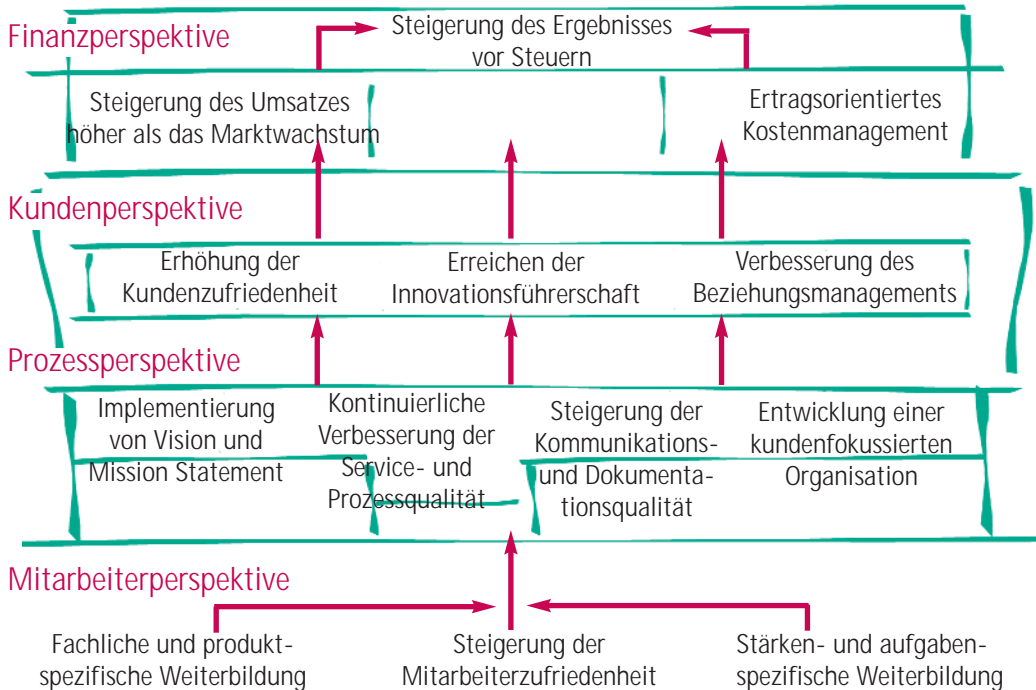 Finanzperspektive
Steigerung des Ergebnisses
vor Steuern
Steigerung des Umsatzes
höher als das Marktwachstum
Ertragsorientiertes
Kostenmanagement
Kundenperspektive
Erhöhung der
Kundenzufriedenheit
Erreichen der
Innovationsführerschaft
Verbesserung des
Beziehungsmanagements
Prozessperspektive
Implementierung
von Vision und
Mission Statement
Kontinuierliche
Verbesserung der
Service- und
Prozessqualität
Steigerung der
Kommunikations-
und Dokumenta-
tionsqualität
Entwicklung einer
kundenfokussierten
Organisation
Mitarbeiterperspektive
Fachliche und produkt-
spezifische Weiterbildung
Steigerung der
Mitarbeiterzufriedenheit
Stärken- und aufgaben-
spezifische Weiterbildung